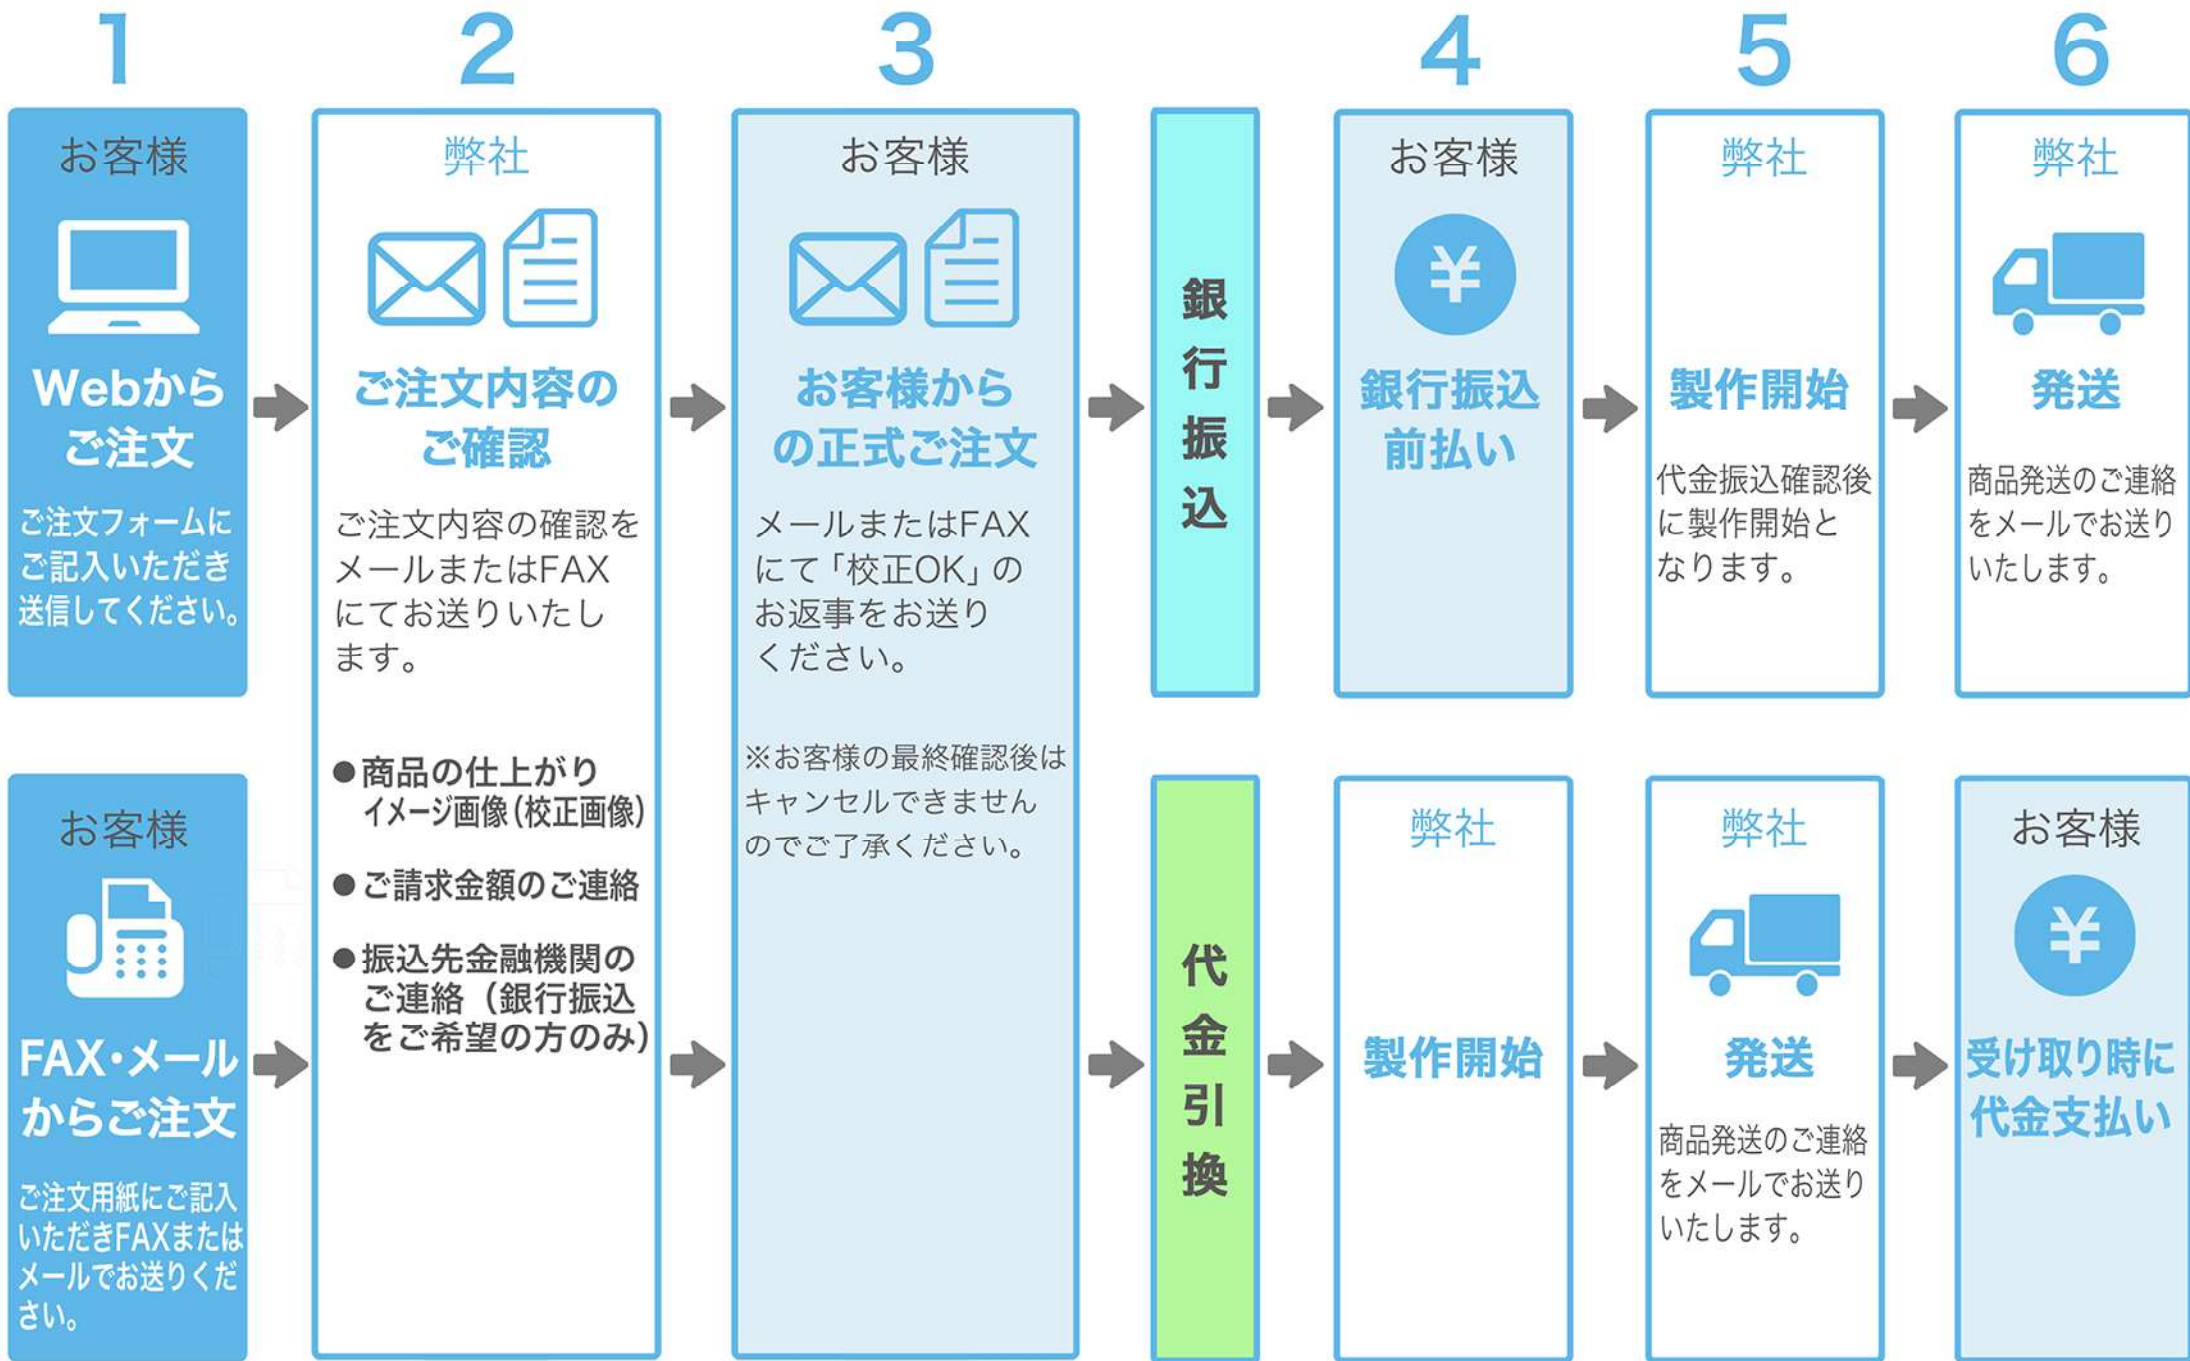 1
2
3
4
5
6
お客様
Webから
ご注文
ご注文フォームに
ご記入いただき
送信してください。
お客様
FAX・メール
からご注文
ご注文用紙にご記入
いただきFAXまたは
メールでお送りくだ
さい。
弊社
ご注文内容の
ご確認
ご注文内容の確認を
メールまたはFAX
にてお送りいたし
ます。
●商品の仕上がり
イメージ画像(校正画像)
●ご請求金額のご連絡
●振込先金融機関の
ご連絡（銀行振込
をご希望の方のみ）
お客様
お客様から
の正式ご注文
メールまたはFAX
にて「校正OK」の
お返事をお送り
ください。
※お客様の最終確認後は
キャンセルできません
のでご了承ください。
銀行振込
お客様
¥
銀行振込
前払い
弊社
製作開始
代金振込確認後
に製作開始と
なります。
弊社
発送
商品発送のご連絡
をメールでお送り
いたします。
代金引換
弊社
製作開始
弊社
発送
商品発送のご連絡
をメールでお送り
いたします。
お客様
¥
受け取り時に
代金支払い